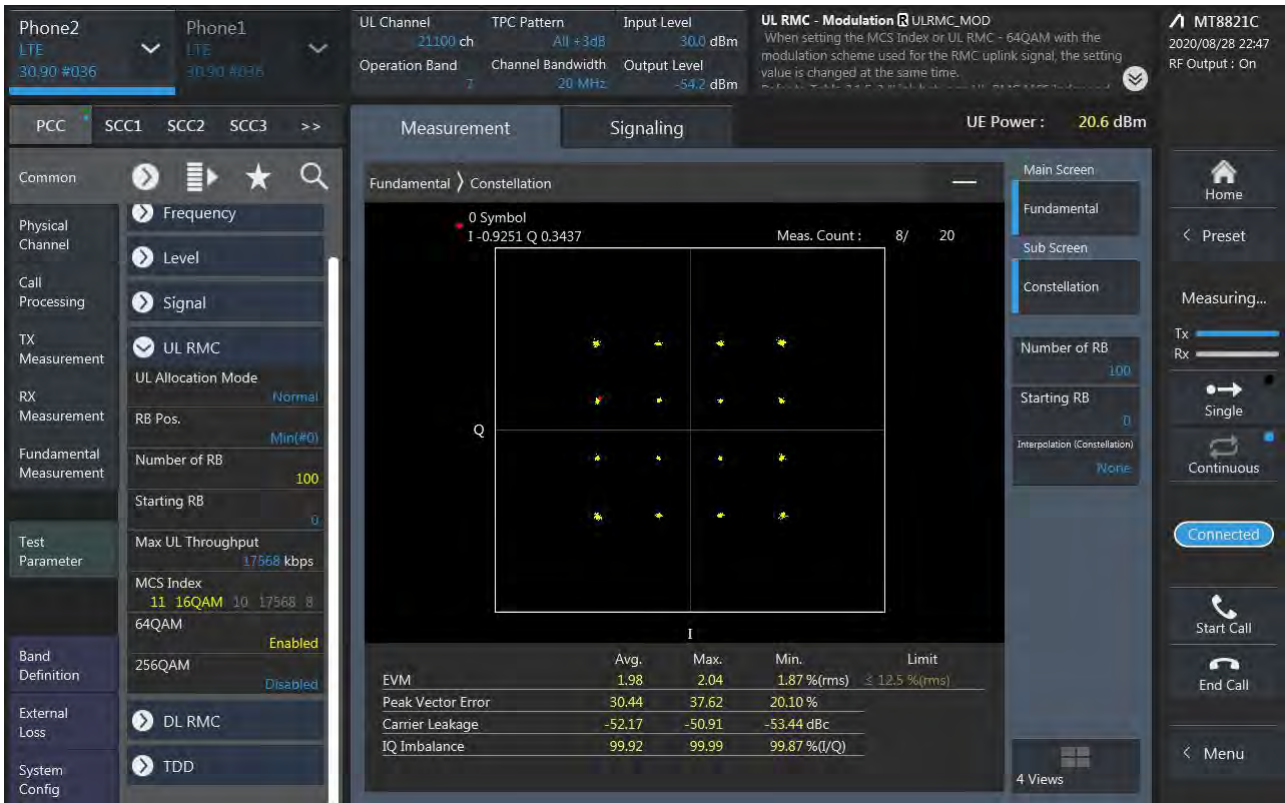 Phone2
LTE
30.90 #036
Phone1
LTE
30.90 #036
UL Channel
21100 ch
Operation Band
7
TPC Pattern
All +3dB
Channel Bandwidth
20 MHz
Input Level
30.0 dBm
Output Level
-54.2 dBm
UL RMC - Modulation R ULRMC_MOD
When setting the MCS Index or UL RMC - 64QAM with the
modulation scheme used for the RMC uplink signal, the setting
value is changed at the same time.
MT8821C
2020/08/28 22:47
RF Output : On
PCC SCC1 SCC2 SCC3 >>
Measurement
Signaling
UE Power : 20.6 dBm
Common
Physical
Channel
Call
Processing
TX
Measurement
RX
Measurement
Fundamental
Measurement
Test
Parameter
Band
Definition
External
Loss
System
Config
Frequency
Level
Signal
UL RMC
UL Allocation Mode
Normal
RB Pos.
Min(#0)
Number of RB
100
Starting RB
0
Max UL Throughput
17568 kbps
MCS Index
11 16QAM 10 17568 8
64QAM
Enabled
256QAM
Disabled
DL RMC
TDD
Fundamental > Constellation
0 Symbol
I -0.9251 Q 0.3437
Meas. Count : 8/ 20
Q
I
Avg. Max. Min. Limit
EVM 1.98 2.04 1.87 %(rms) ≤ 12.5 %(rms)
Peak Vector Error 30.44 37.62 20.10 %
Carrier Leakage -52.17 -50.91 -53.44 dBc
IQ Imbalance 99.92 99.99 99.87 %(I/Q)
Main Screen
Fundamental
Sub Screen
Constellation
Number of RB
100
Starting RB
0
Interpolation (Constellation)
None
4 Views
Home
< Preset
Measuring...
Tx
Rx
Single
Continuous
Connected
Start Call
End Call
< Menu